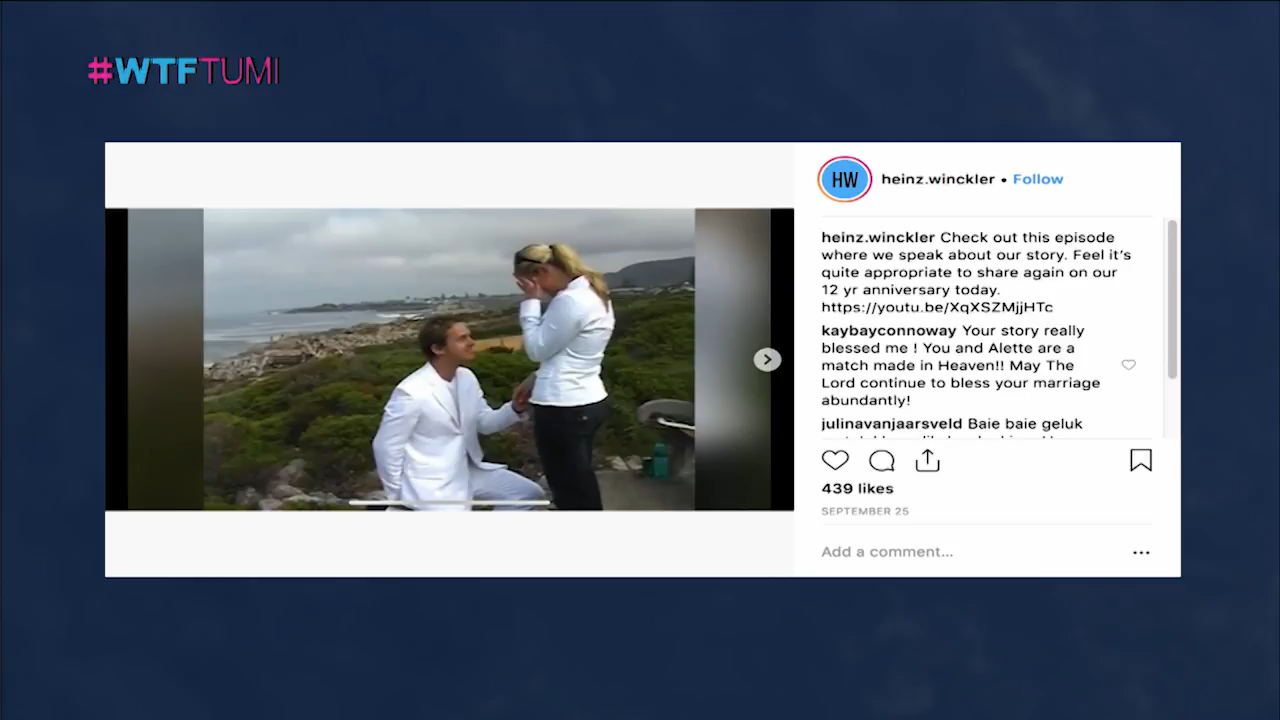 #WTFTUMI
HW
heinz.winckler • Follow
heinz.winckler Check out this episode
where we speak about our story. Feel it's
quite appropriate to share again on our
12 yr anniversary today.
https://youtu.be/XqXSZMjjHTc
kaybayconnoway Your story really
blessed me ! You and Alette are a
match made in Heaven!! May The
Lord continue to bless your marriage
abundantly!
julinavanjaarsveld Baie baie geluk
439 likes
SEPTEMBER 25
Add a comment...